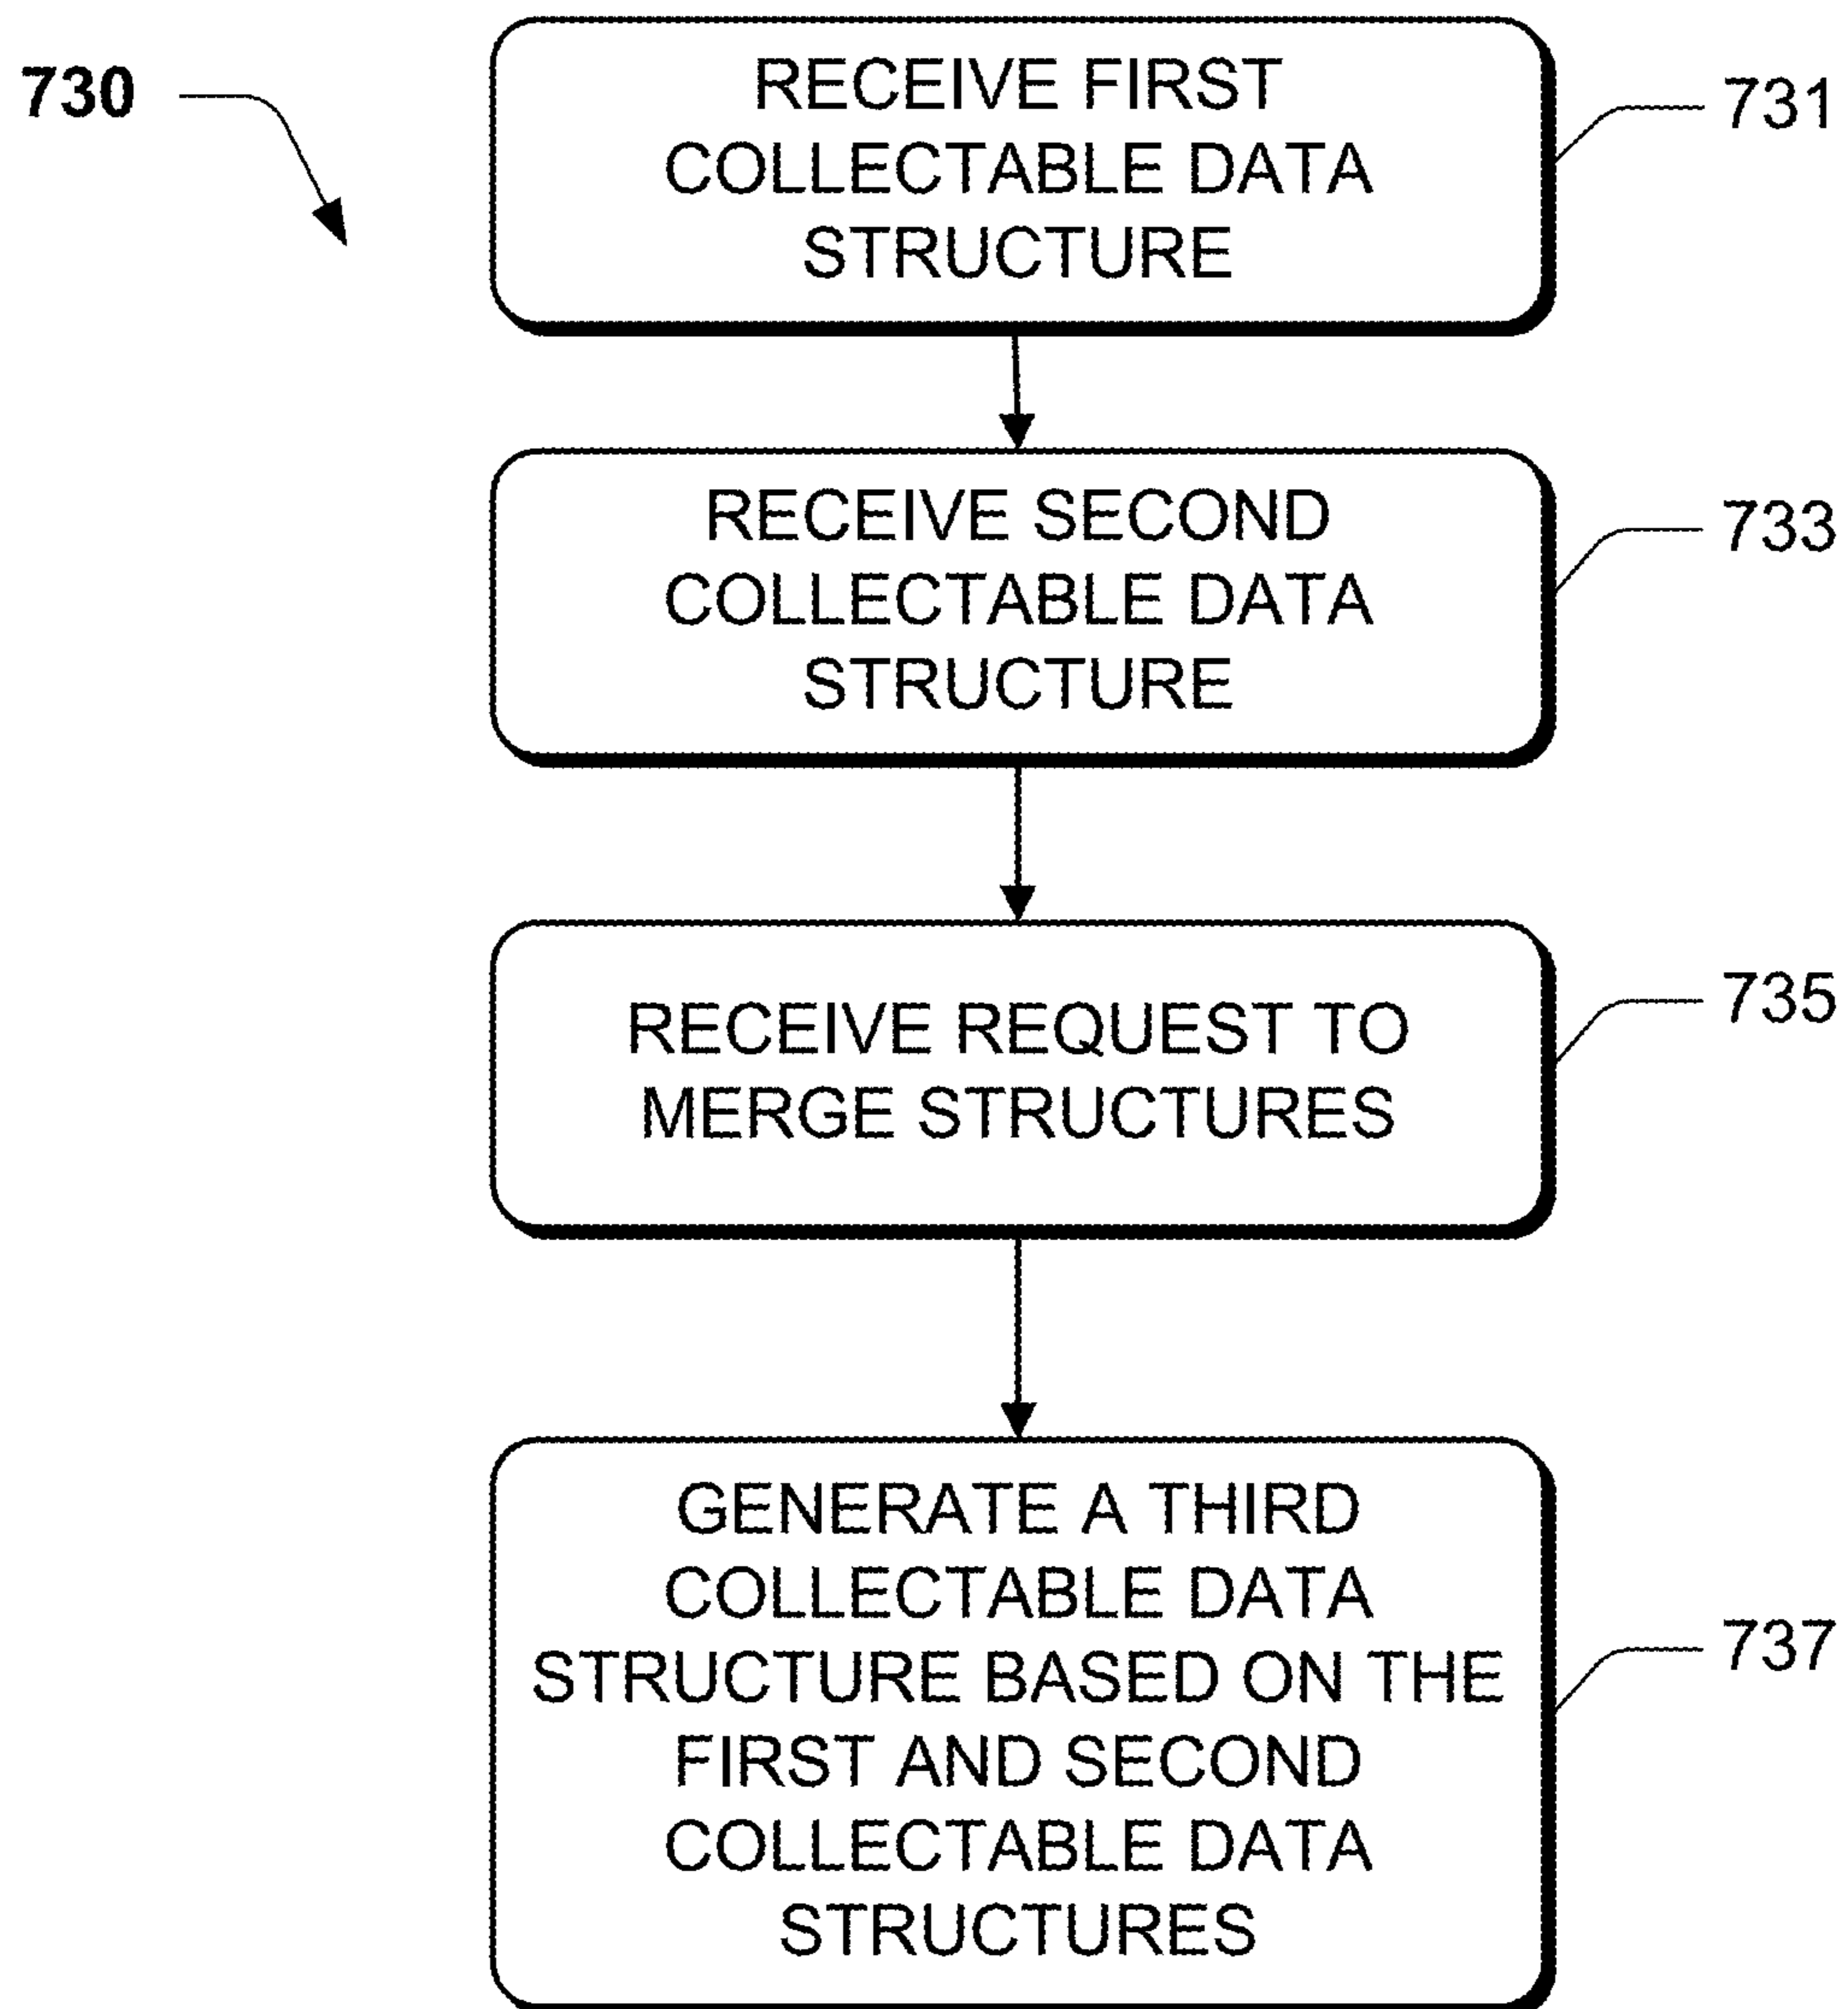 730
RECEIVE FIRST
COLLECTABLE DATA
STRUCTURE
731
RECEIVE SECOND
COLLECTABLE DATA
STRUCTURE
733
RECEIVE REQUEST TO
MERGE STRUCTURES
735
GENERATE A THIRD
COLLECTABLE DATA
STRUCTURE BASED ON THE
FIRST AND SECOND
COLLECTABLE DATA
STRUCTURES
737